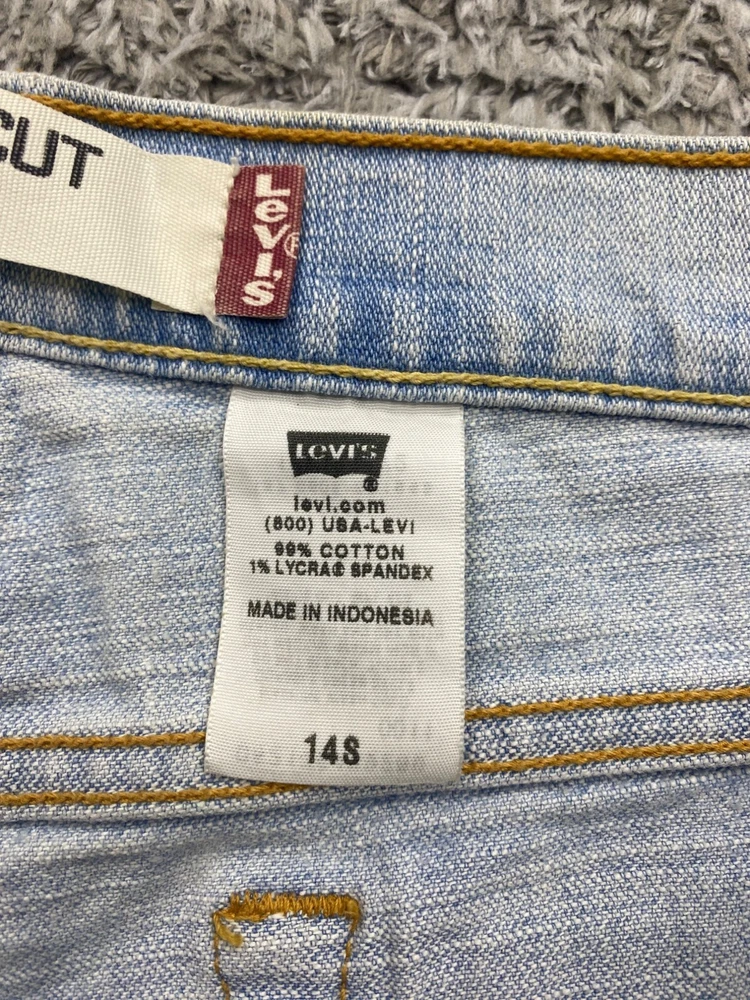 CUT
Levi's®
Levi's
®
levi.com
(800) USA-LEVI
99% COTTON
1% LYCRA® SPANDEX
MADE IN INDONESIA
14S